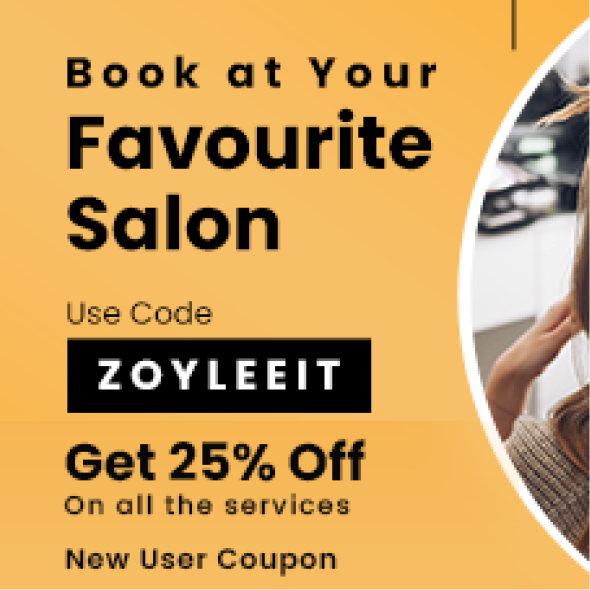 Book at Your
Favourite
Salon
Use Code
ZOYLEEIT
Get 25% Off
On all the services
New User Coupon